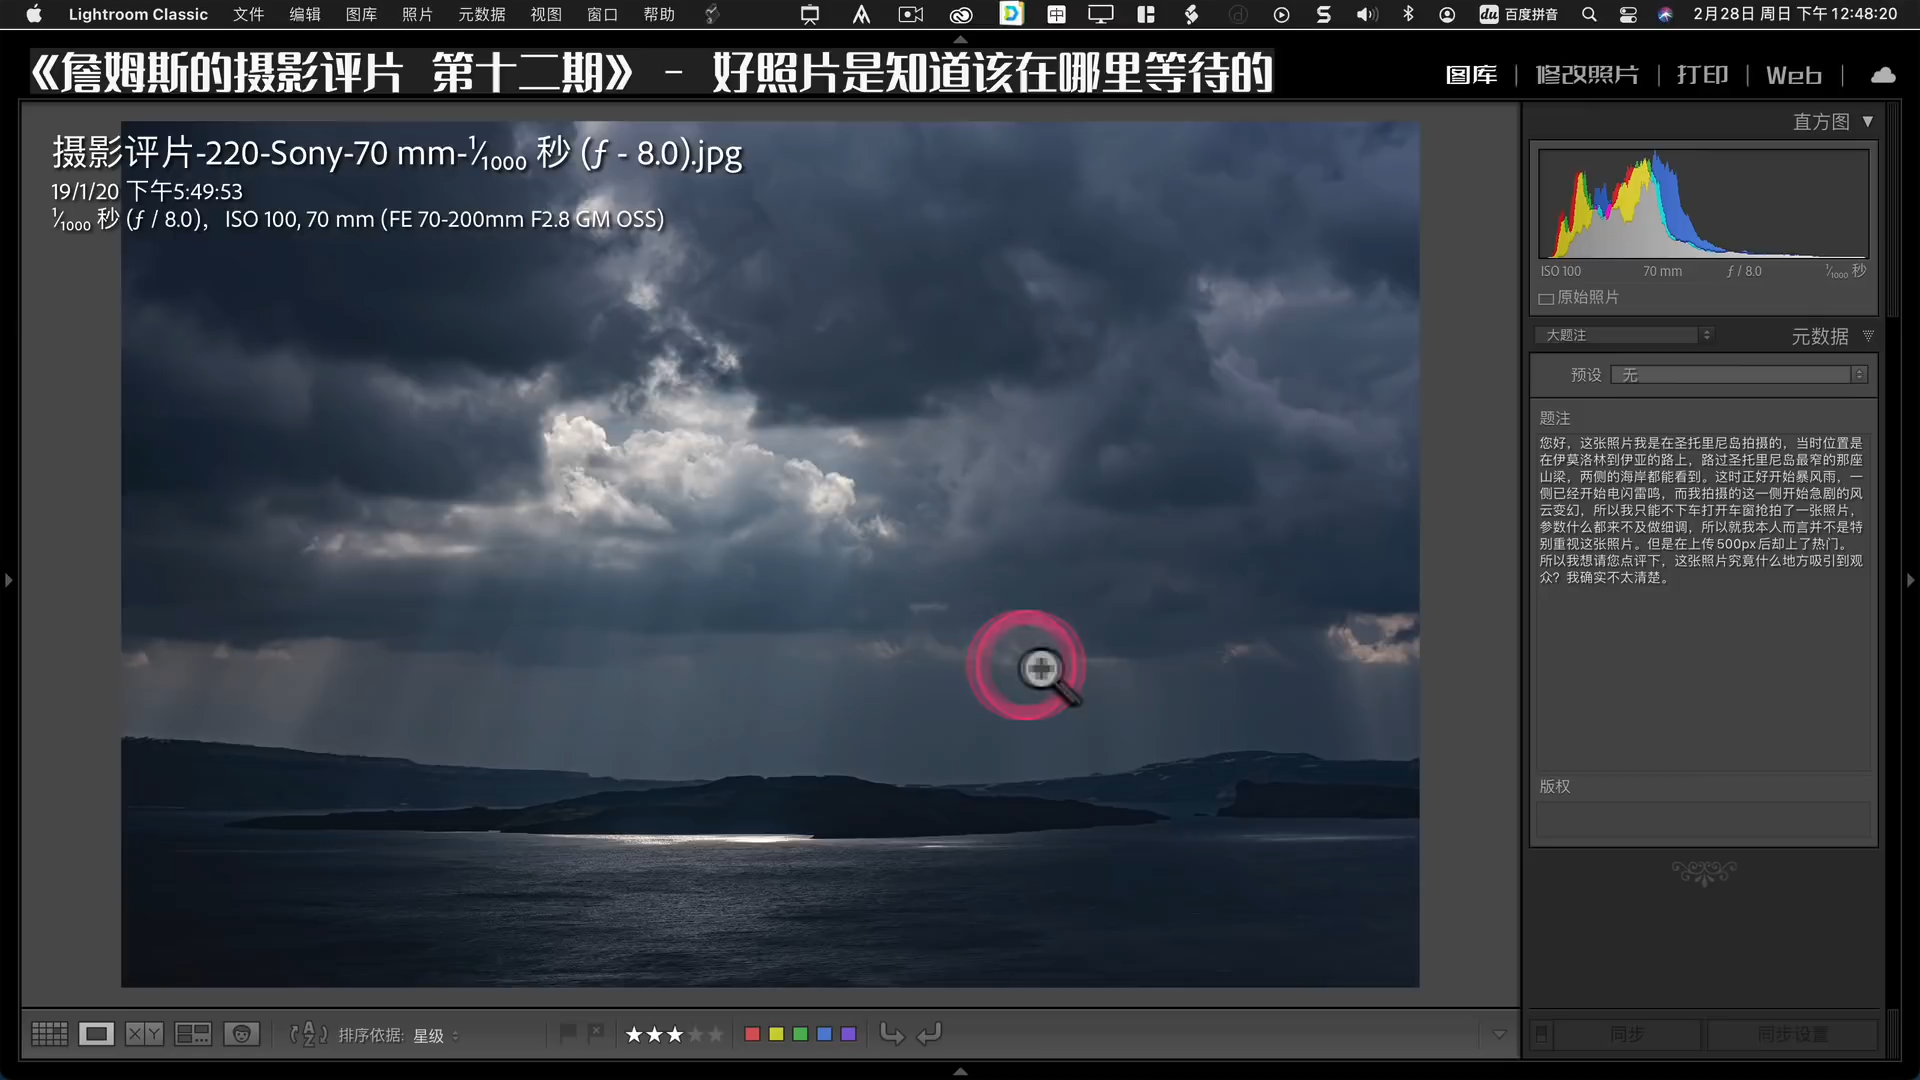 Lightroom Classic 文件 编辑 图库 照片 元数据 视图 窗口 帮助 中 S du 百度拼音 2月28日 周日 下午 12:48:20
《詹姆斯的摄影评片 第十二期》 - 好照片是知道该在哪里等待的
图库 | 修改照片 | 打印 | Web |
摄影评片-220-Sony-70 mm-1/1000 秒 (ƒ - 8.0).jpg
19/1/20 下午5:49:53
1/1000 秒 (ƒ / 8.0)， ISO 100, 70 mm (FE 70-200mm F2.8 GM OSS)
直方图
ISO 100 70 mm ƒ / 8.0 1/1000 秒
原始照片
大题注 元数据
预设 无
题注
您好，这张照片我是在圣托里尼岛拍摄的，当时位置是
在伊莫洛林到伊亚的路上，路过圣托里尼岛最窄的那座
山梁，两侧的海岸都能看到。这时正好开始暴风雨，一
侧已经开始电闪雷鸣，而我拍摄的这一侧开始急剧的风
云变幻，所以我只能不下车打开车窗抢拍了一张照片，
参数什么都来不及做细调，所以就我本人而言并不是特
别重视这张照片。但是在上传500px后却上了热门。
所以我想请您点评下，这张照片究竟什么地方吸引到观
众？我确实不太清楚。
版权
排序依据: 星级
同步 同步设置